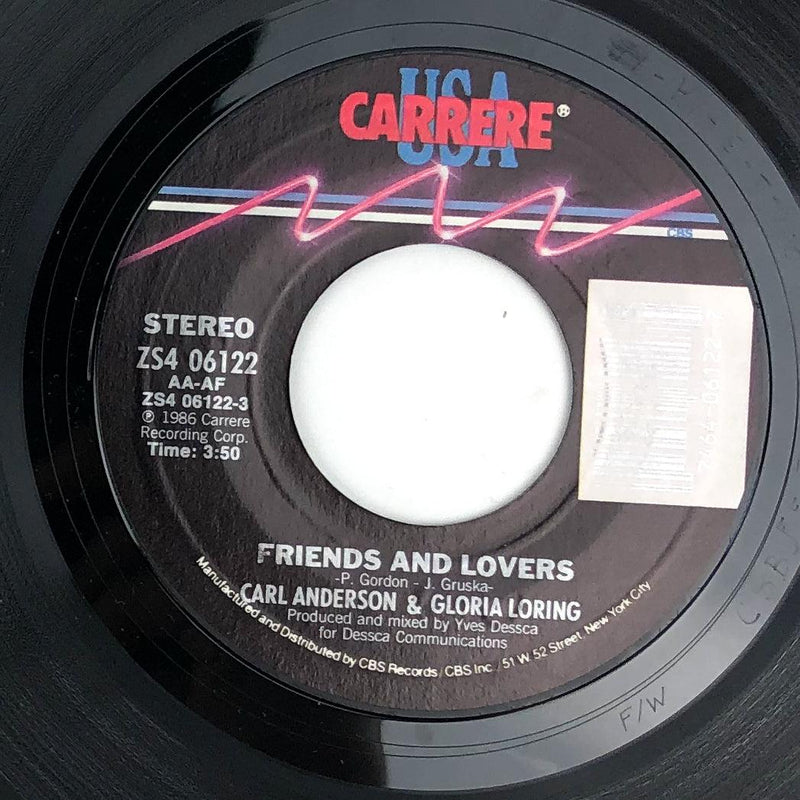 USA
CARRERE®
CBS
STEREO
ZS4 06122
AA-AF
ZS4 06122-3
℗ 1986 Carrere
Recording Corp.
Time: 3:50
FRIENDS AND LOVERS
-P. Gordon - J. Gruska-
CARL ANDERSON & GLORIA LORING
Produced and mixed by Yves Dessca
for Dessca Communications
Manufactured and Distributed by CBS Records/CBS Inc./51 W. 52 Street, New York City
F/W